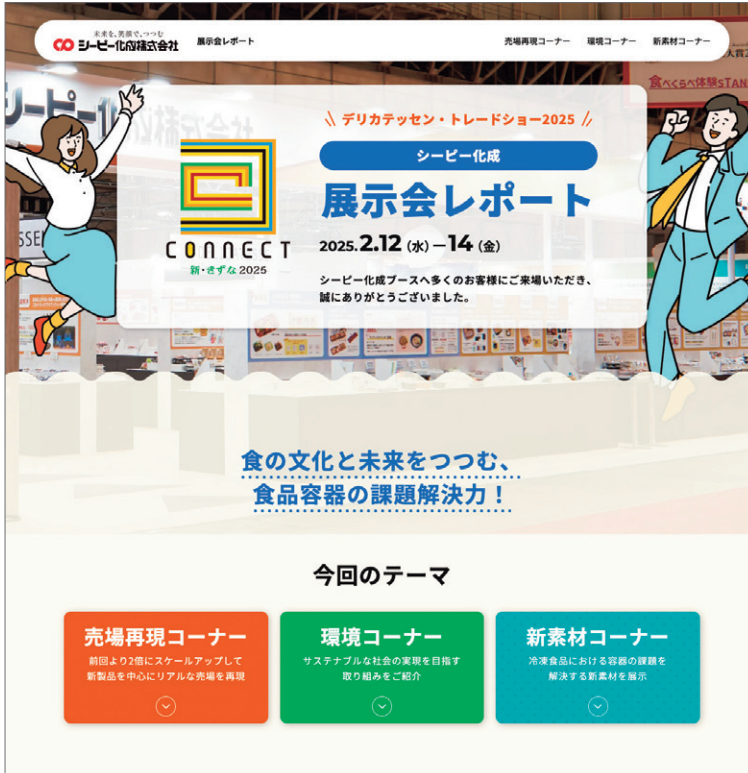 未来を、笑顔で、つつむ
シーピー化成株式会社
展示会レポート
売場再現コーナー
環境コーナー
新素材コーナー
食べくらべ体験STAN
シーピー化
デリカテッセン・トレードショー2025
シーピー化成
展示会レポート
2025.2.12（水）―14（金）
シーピー化成ブースへ多くのお客様にご来場いただき、
誠にありがとうございました。
CONNECT
新・きずな 2025
食の文化と未来をつつむ、
食品容器の課題解決力！
今回のテーマ
売場再現コーナー
前回より2倍にスケールアップして
新製品を中心にリアルな売場を再現
環境コーナー
サステナブルな社会の実現を目指す
取り組みをご紹介
新素材コーナー
冷凍食品における容器の課題を
解決する新素材を展示